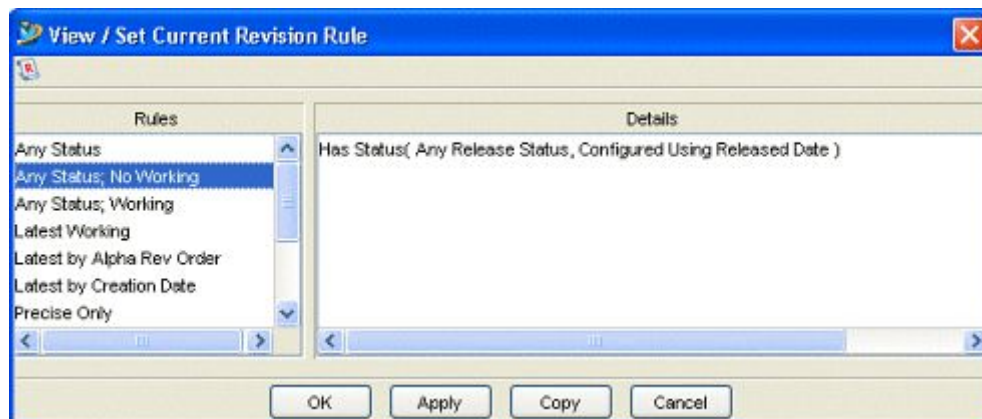 View / Set Current Revision Rule
Rules
Details
Any Status
Any Status; No Working
Any Status; Working
Latest Working
Latest by Alpha Rev Order
Latest by Creation Date
Precise Only
Has Status( Any Release Status, Configured Using Released Date )
OK
Apply
Copy
Cancel